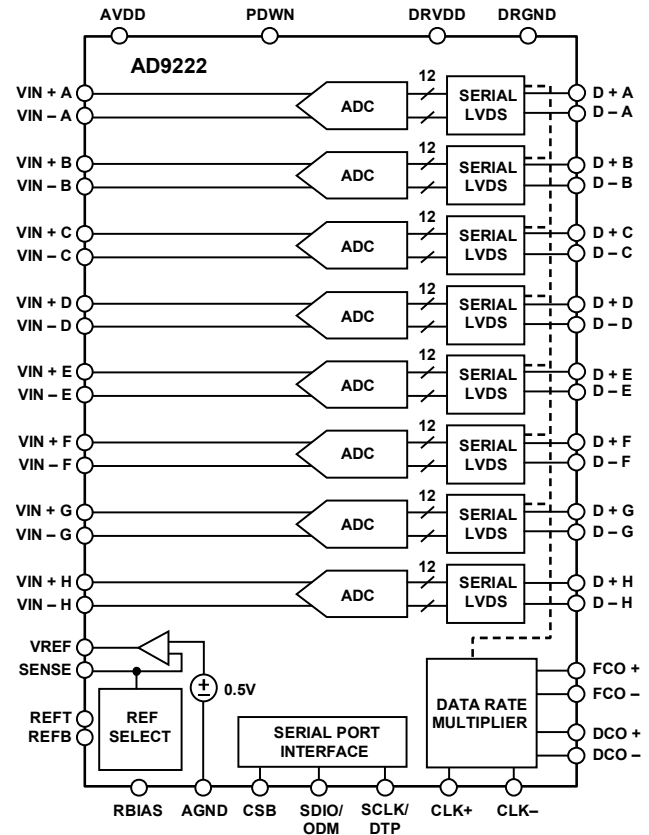 AVDD PDWN DRVDD DRGND
AD9222
VIN + A ADC 12 SERIAL LVDS D + A
VIN – A D – A
VIN + B ADC 12 SERIAL LVDS D + B
VIN – B D – B
VIN + C ADC 12 SERIAL LVDS D + C
VIN – C D – C
VIN + D ADC 12 SERIAL LVDS D + D
VIN – D D – D
VIN + E ADC 12 SERIAL LVDS D + E
VIN – E D – E
VIN + F ADC 12 SERIAL LVDS D + F
VIN – F D – F
VIN + G ADC 12 SERIAL LVDS D + G
VIN – G D – G
VIN + H ADC 12 SERIAL LVDS D + H
VIN – H D – H
VREF
SENSE
REFT
REFB
REF
SELECT
+
–
0.5V
SERIAL PORT
INTERFACE
DATA RATE
MULTIPLIER
FCO +
FCO –
DCO +
DCO –
RBIAS AGND CSB SDIO/ SCLK/ CLK+ CLK–
ODM DTP